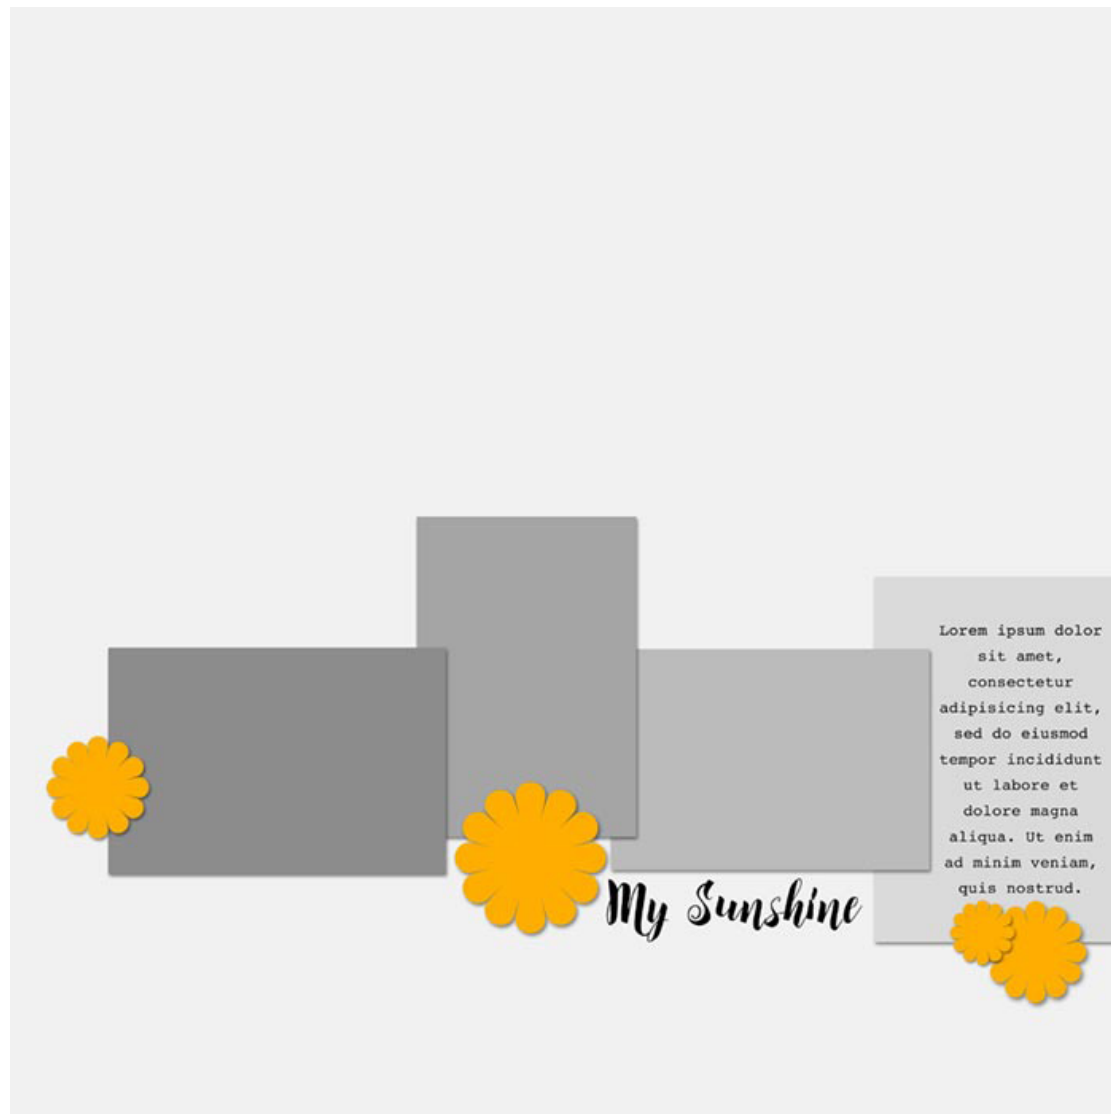 Lorem ipsum dolor
sit amet,
consectetur
adipisicing elit,
sed do eiusmod
tempor incididunt
ut labore et
dolore magna
aliqua. Ut enim
ad minim veniam,
quis nostrud.
My Sunshine